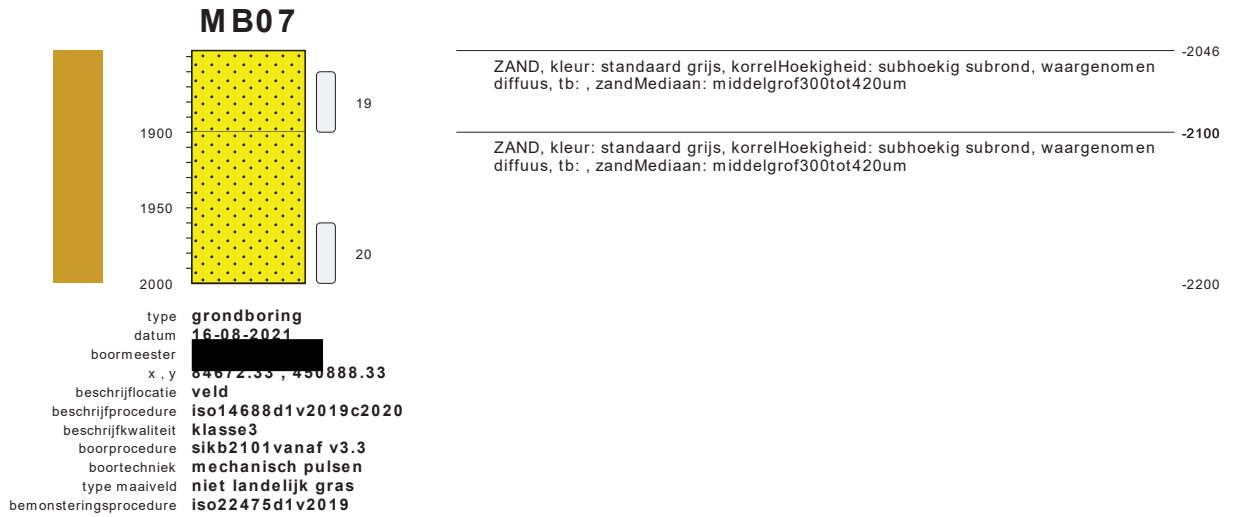 MB07
-2046
ZAND, kleur: standaard grijs, korrelHoekigheid: subhoekig subrond, waargenomen
diffuus, tb: , zandMediaan: middelgrof300tot420um
19
1900
-2100
ZAND, kleur: standaard grijs, korrelHoekigheid: subhoekig subrond, waargenomen
diffuus, tb: , zandMediaan: middelgrof300tot420um
1950
20
2000
-2200
type grondboring
datum 16-08-2021
boormeester
x , y 84672.33 , 450888.33
beschrijflocatie veld
beschrijfprocedure iso14688d1v2019c2020
beschrijfkwaliteit klasse3
boorprocedure sikb2101vanaf v3.3
boortechniek mechanisch pulsen
type maaiveld niet landelijk gras
bemonsteringsprocedure iso22475d1v2019